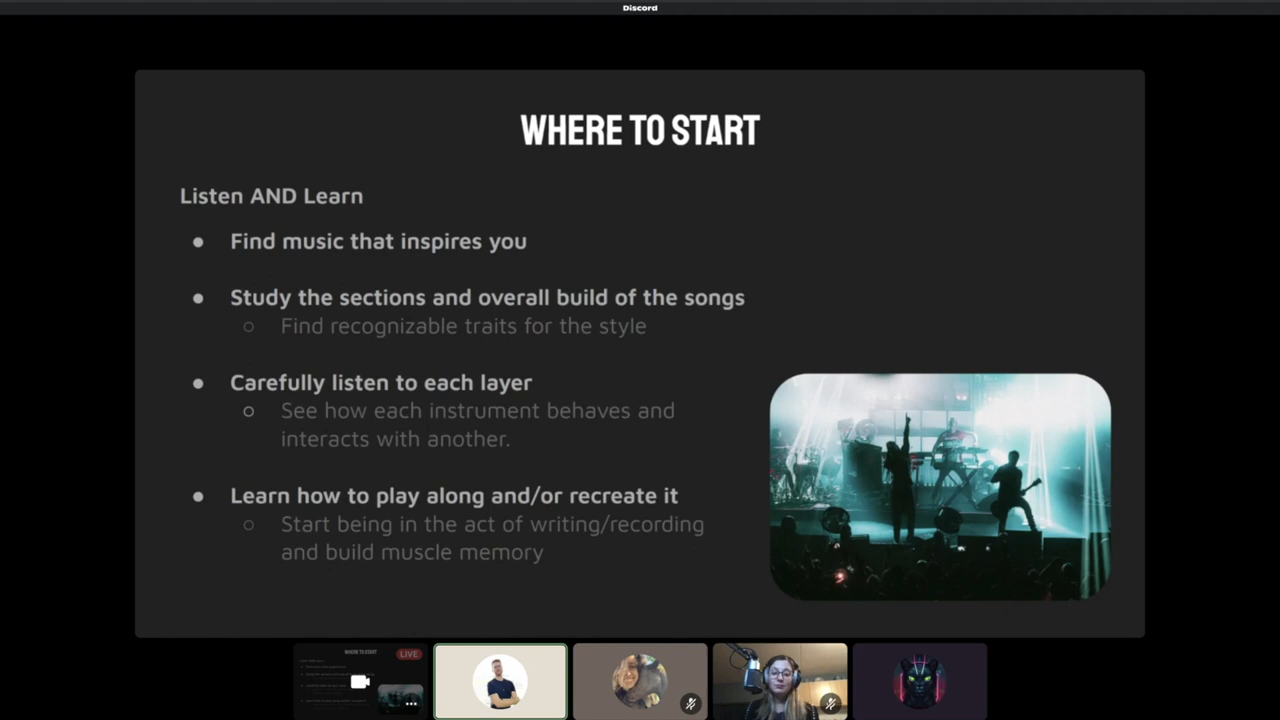 Discord
WHERE TO START
Listen AND Learn
● Find music that inspires you
● Study the sections and overall build of the songs
○ Find recognizable traits for the style
● Carefully listen to each layer
○ See how each instrument behaves and
interacts with another.
● Learn how to play along and/or recreate it
○ Start being in the act of writing/recording
and build muscle memory
WHERE TO START
LIVE